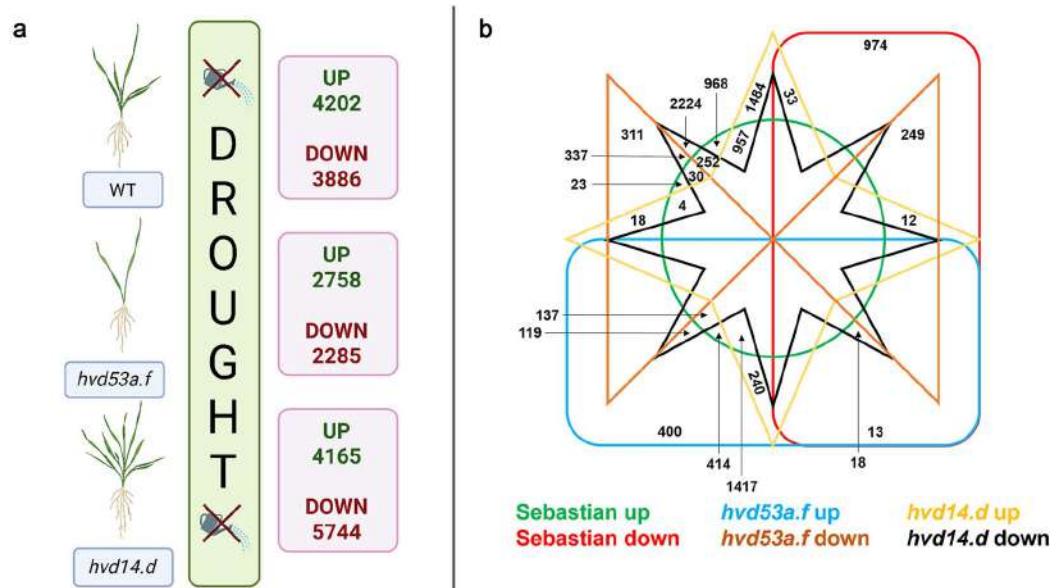 a
WT
hvd53a.f
hvd14.d
DROUGHT
UP
4202
DOWN
3886
UP
2758
DOWN
2285
UP
4165
DOWN
5744
b
974
968
1484
33
2224
957
311
249
337
252
30
23
4
18
12
137
119
240
400
13
414
18
1417
Sebastian up hvd53a.f up hvd14.d up
Sebastian down hvd53a.f down hvd14.d down